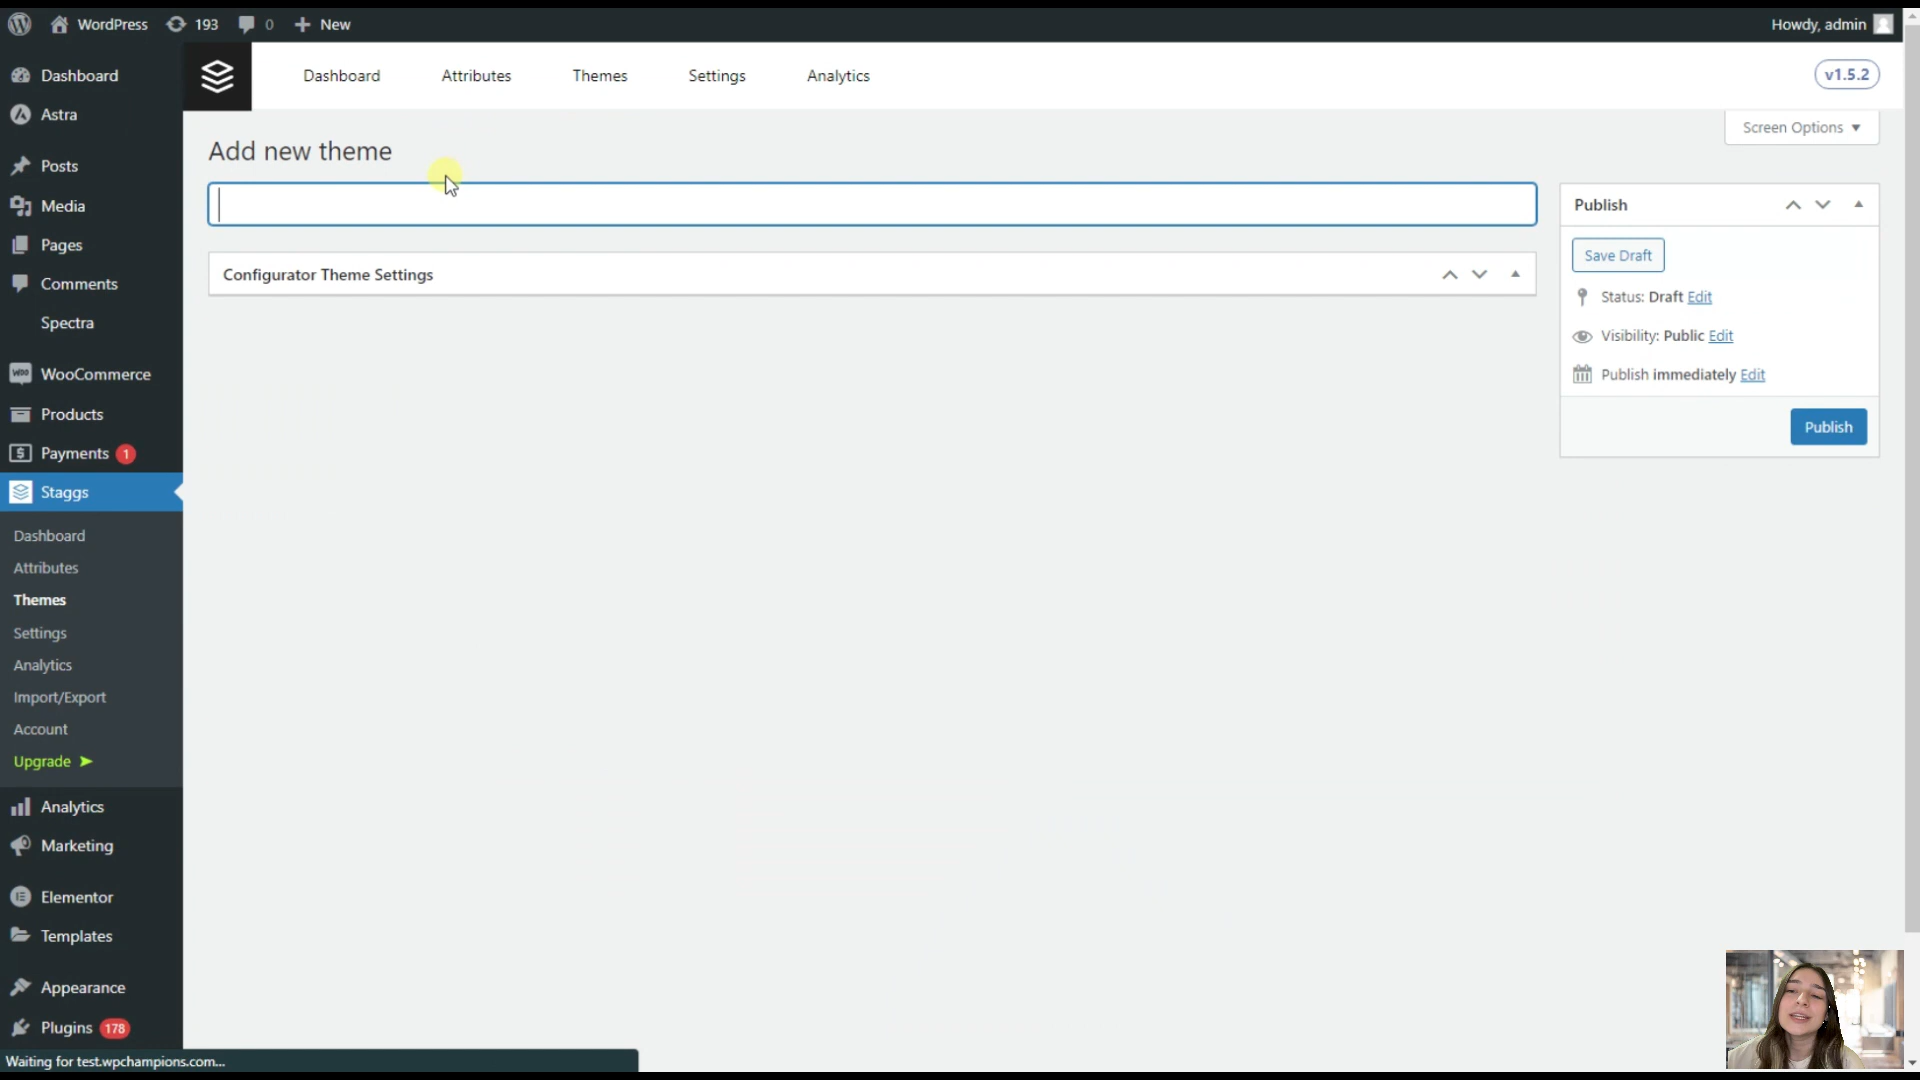 WordPress
193
0
New
Howdy, admin
Dashboard
Astra
Posts
Media
Pages
Comments
Spectra
WooCommerce
Products
Payments 1
Staggs
Dashboard
Attributes
Themes
Settings
Analytics
Import/Export
Account
Upgrade ➤
Analytics
Marketing
Elementor
Templates
Appearance
Plugins 178
Waiting for test.wpchampions.com...
Dashboard
Attributes
Themes
Settings
Analytics
v1.5.2
Screen Options
Add new theme
Configurator Theme Settings
Publish
Save Draft
Status: Draft Edit
Visibility: Public Edit
Publish immediately Edit
Publish